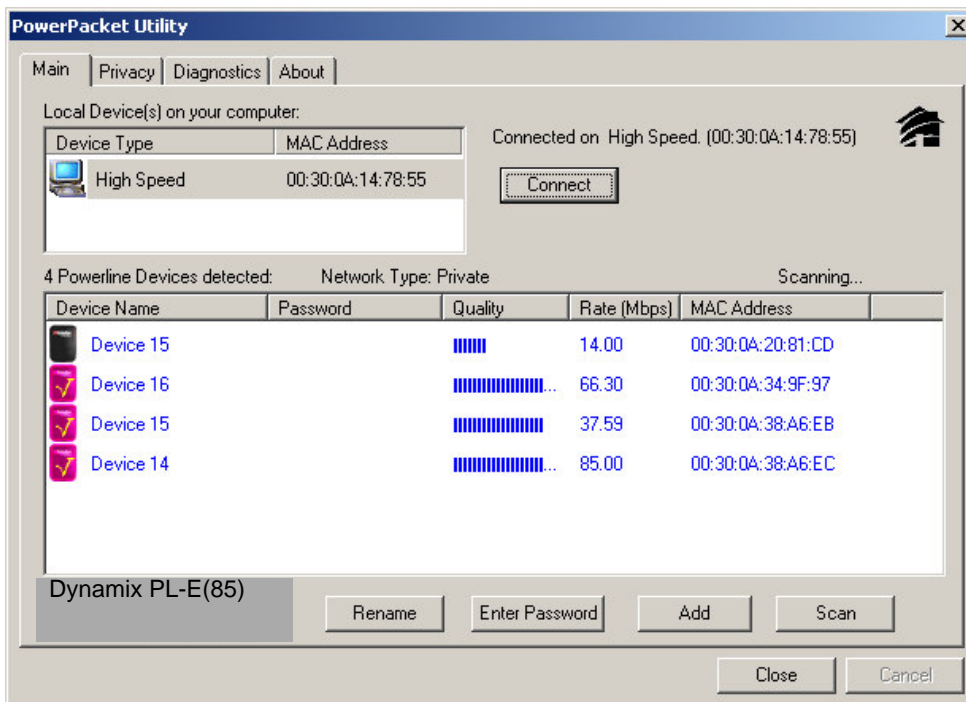 PowerPacket Utility
Main Privacy Diagnostics About
Local Device(s) on your computer:
Device Type MAC Address
High Speed 00:30:0A:14:78:55
Connected on High Speed. (00:30:0A:14:78:55)
Connect
4 Powerline Devices detected: Network Type: Private Scanning...
Device Name Password Quality Rate (Mbps) MAC Address
Device 15 14.00 00:30:0A:20:81:CD
Device 16 ... 66.30 00:30:0A:34:9F:97
Device 15 37.59 00:30:0A:38:A6:EB
Device 14 ... 85.00 00:30:0A:38:A6:EC
Dynamix PL-E(85)
Rename Enter Password Add Scan
Close Cancel